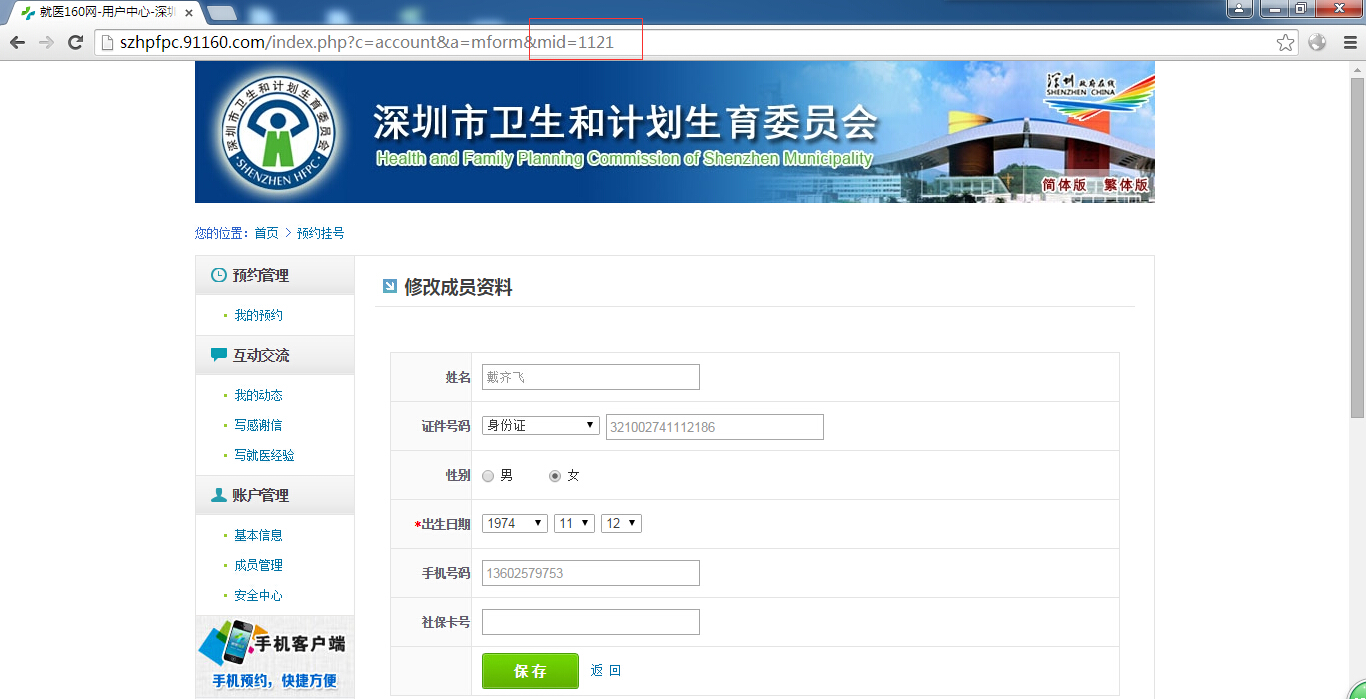 就医160网-用户中心-深圳
szhpfpc.91160.com/index.php?c=account&a=mform&mid=1121
深圳市卫生和计划生育委员会
SHENZHEN HFPC
深圳市卫生和计划生育委员会
Health and Family Planning Commission of Shenzhen Municipality
深圳 政府在线
SHENZHEN CHINA
简体版 繁体版
您的位置：首页 > 预约挂号
预约管理
我的预约
互动交流
我的动态
写感谢信
写就医经验
账户管理
基本信息
成员管理
安全中心
手机客户端
手机预约，快捷方便
修改成员资料
姓名 戴齐飞
证件号码 身份证 321002741112186
性别 男 女
*出生日期 1974 11 12
手机号码 13602579753
社保卡号
保存 返回